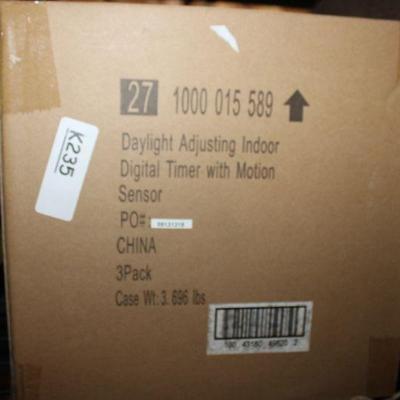 27 1000 015 589
Daylight Adjusting Indoor
Digital Timer with Motion
Sensor
PO#:
CHINA
3Pack
Case Wt:3.696 lbs
K235